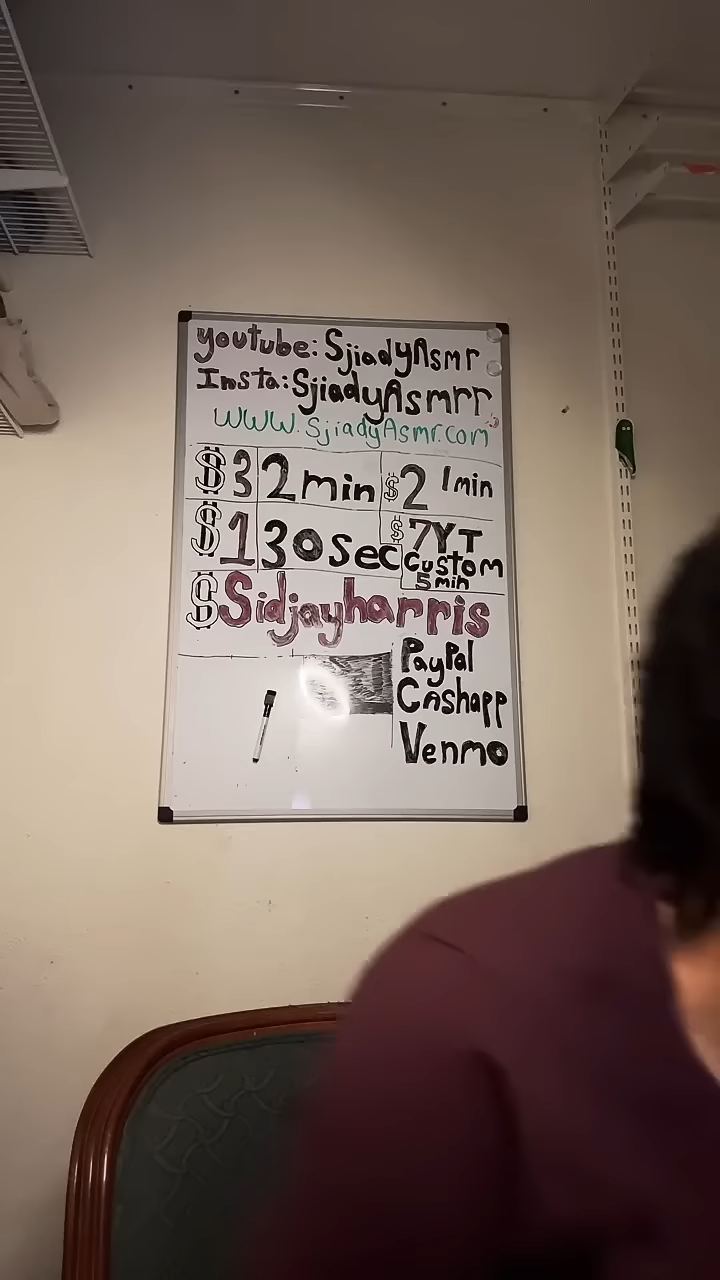 youtube: SjiadyAsmr
Insta: SjiadyAsmrr
WWW.SjiadyAsmr.com
$3 2min $2 1min
$1 30sec $7YT
Custom
5min
$Sidjayharris
PayPal
Cashapp
Venmo